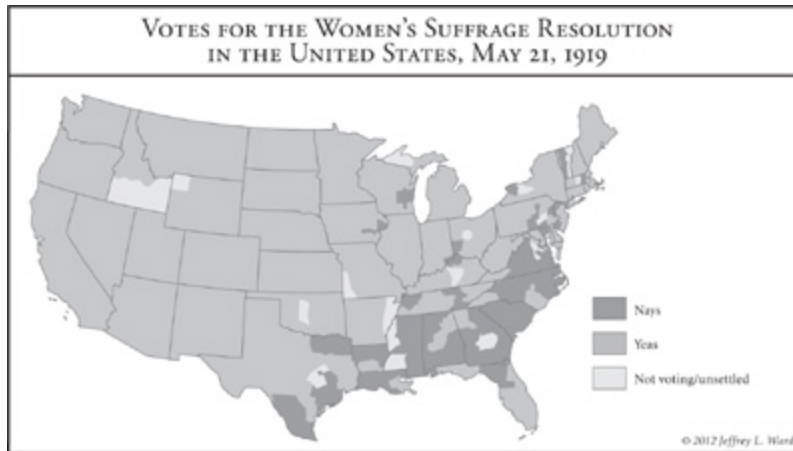 Votes for the Women's Suffrage Resolution
in the United States, May 21, 1919
Nays
Yeas
Not voting/unsettled
© 2012 Jeffrey L. Ward